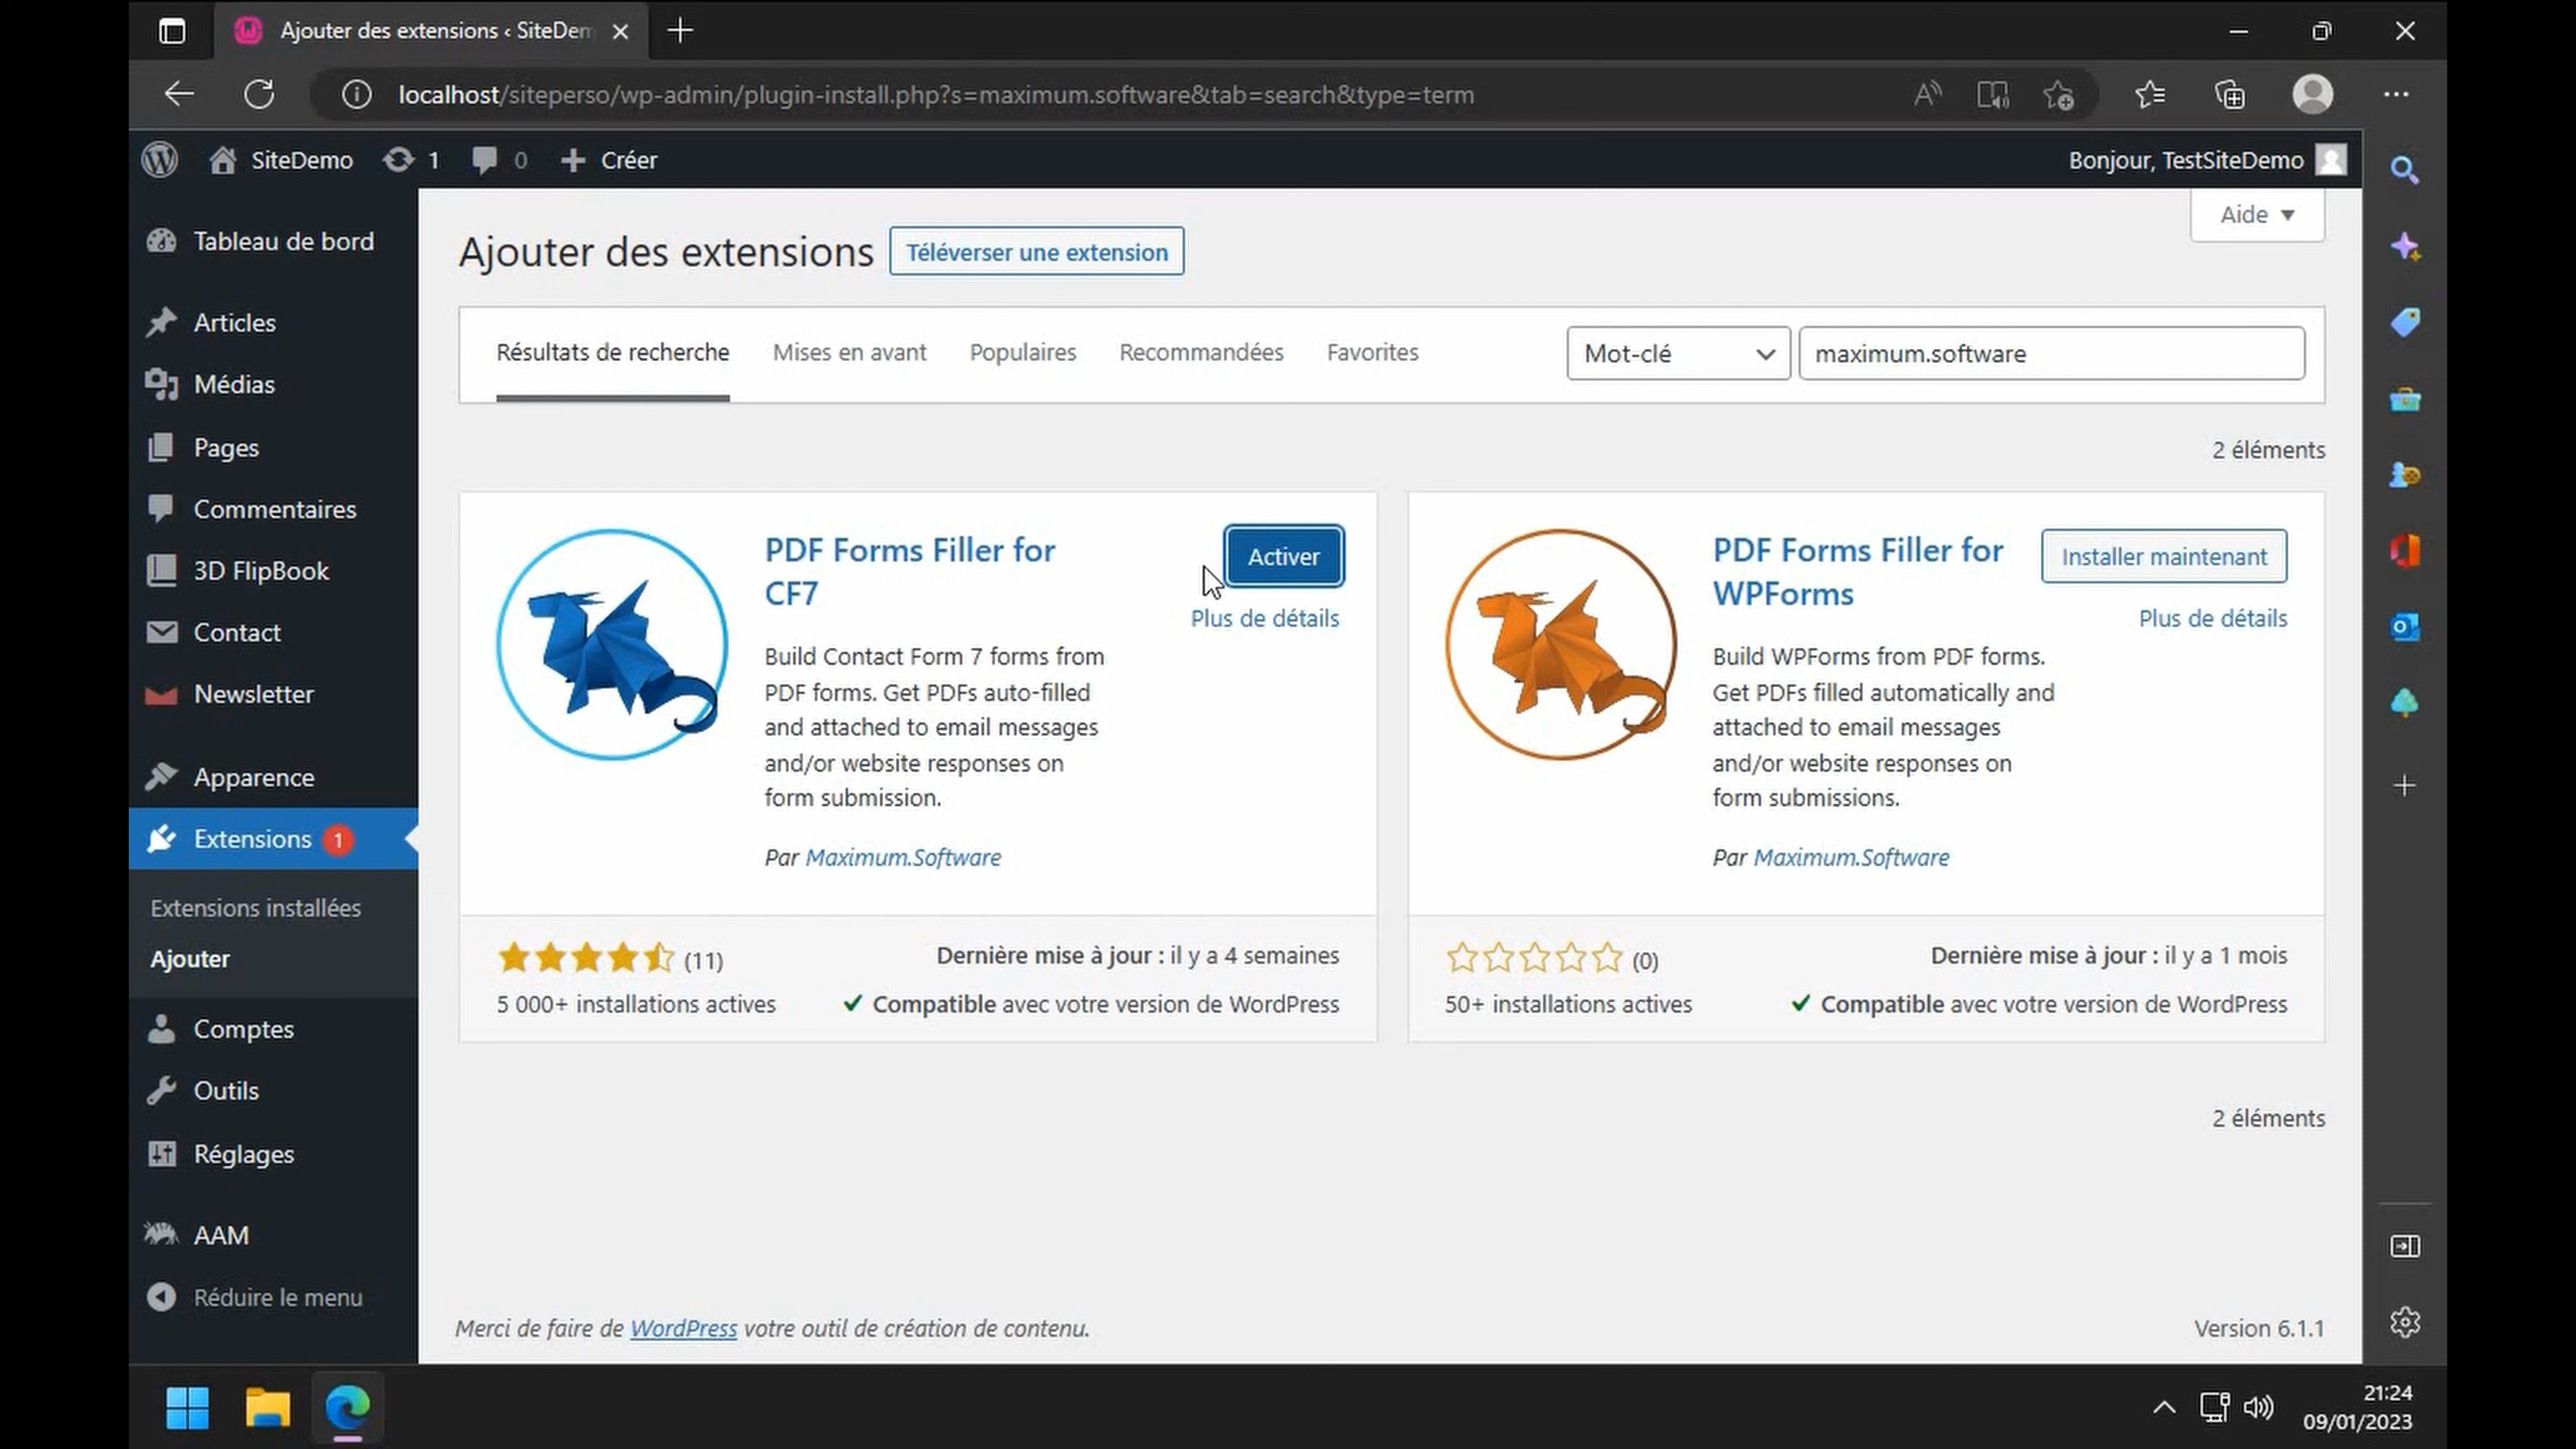 Ajouter des extensions ‹ SiteDem
localhost/siteperso/wp-admin/plugin-install.php?s=maximum.software&tab=search&type=term
SiteDemo 1 0 Créer
Bonjour, TestSiteDemo
Tableau de bord
Articles
Médias
Pages
Commentaires
3D FlipBook
Contact
Newsletter
Apparence
Extensions 1
Extensions installées
Ajouter
Comptes
Outils
Réglages
AAM
Réduire le menu
Aide
Ajouter des extensions
Téléverser une extension
Résultats de recherche Mises en avant Populaires Recommandées Favorites
Mot-clé
maximum.software
2 éléments
PDF Forms Filler for
CF7
Activer
Plus de détails
Build Contact Form 7 forms from
PDF forms. Get PDFs auto-filled
and attached to email messages
and/or website responses on
form submission.
Par Maximum.Software
(11)
Dernière mise à jour : il y a 4 semaines
5 000+ installations actives
Compatible avec votre version de WordPress
PDF Forms Filler for
WPForms
Installer maintenant
Plus de détails
Build WPForms from PDF forms.
Get PDFs filled automatically and
attached to email messages
and/or website responses on
form submissions.
Par Maximum.Software
(0)
Dernière mise à jour : il y a 1 mois
50+ installations actives
Compatible avec votre version de WordPress
2 éléments
Merci de faire de WordPress votre outil de création de contenu.
Version 6.1.1
21:24
09/01/2023